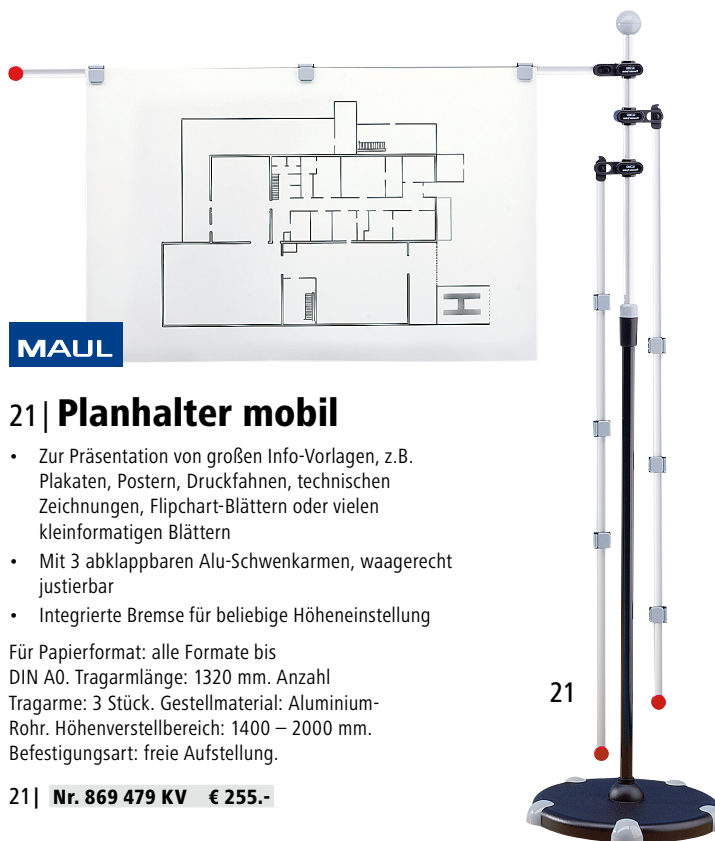 MAUL
21| Planhalter mobil
• Zur Präsentation von großen Info-Vorlagen, z.B.
Plakaten, Postern, Druckfahnen, technischen
Zeichnungen, Flipchart-Blättern oder vielen
kleinformatigen Blättern
• Mit 3 abklappbaren Alu-Schwenkarmen, waagerecht
justierbar
• Integrierte Bremse für beliebige Höheneinstellung
Für Papierformat: alle Formate bis
DIN A0. Tragarmlänge: 1320 mm. Anzahl
Tragarme: 3 Stück. Gestellmaterial: Aluminium-
Rohr. Höhenverstellbereich: 1400 – 2000 mm.
Befestigungsart: freie Aufstellung.
21| Nr. 869 479 KV € 255.-
21